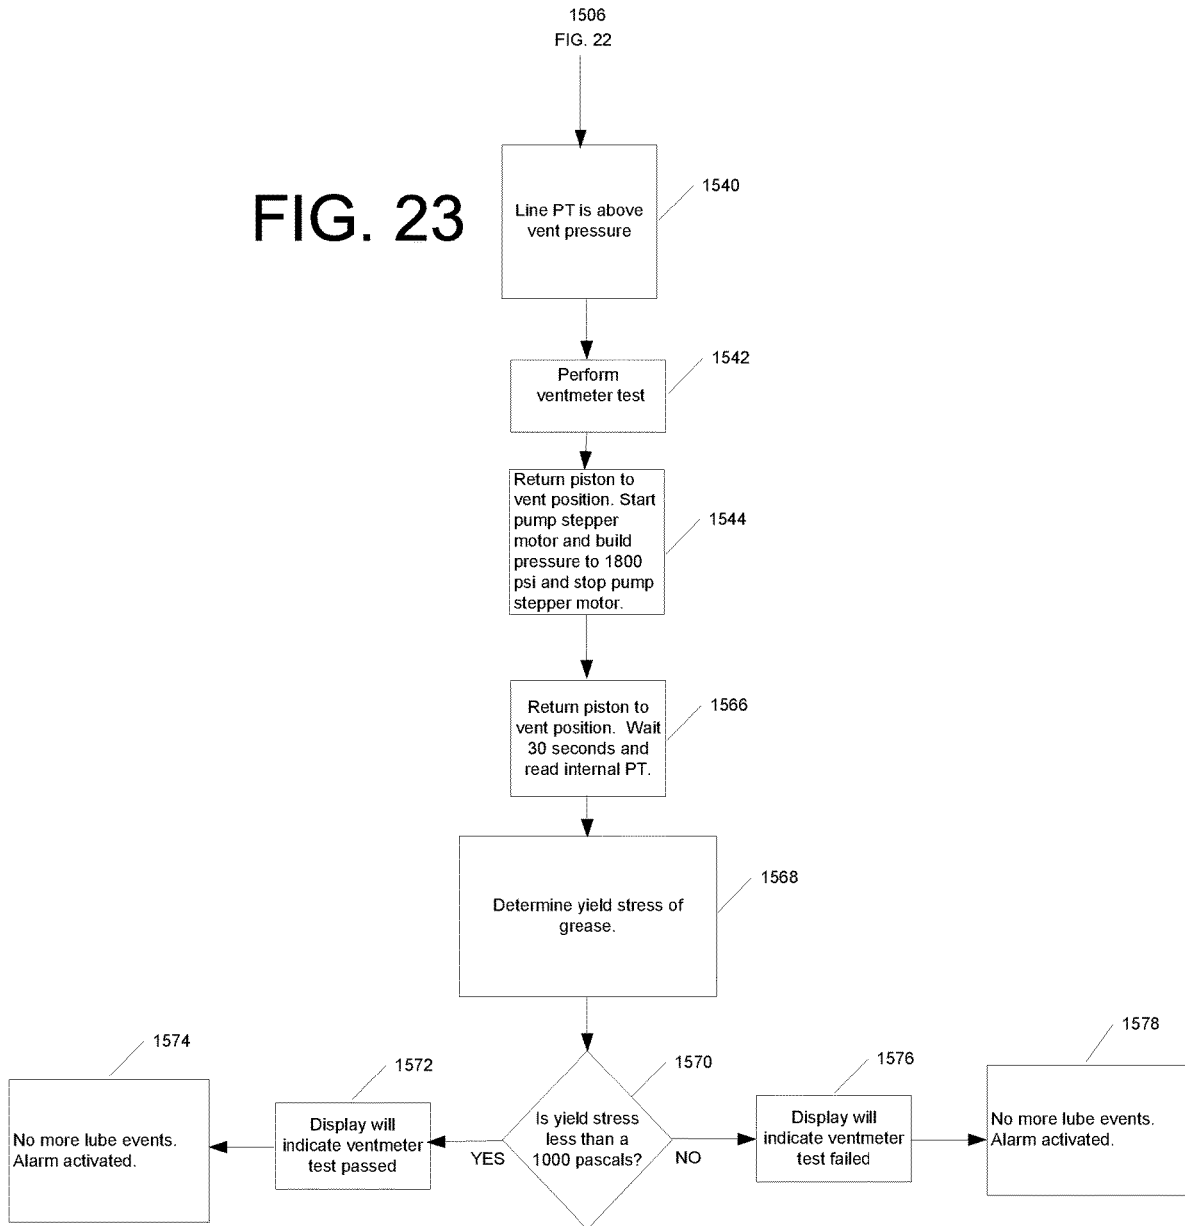 1506
FIG. 22
FIG. 23
1540
Line PT is above
vent pressure
1542
Perform
ventmeter test
1544
Return piston to
vent position. Start
pump stepper
motor and build
pressure to 1800
psi and stop pump
stepper motor.
1566
Return piston to
vent position. Wait
30 seconds and
read internal PT.
1568
Determine yield stress of
grease.
1570
Is yield stress
less than a
1000 pascals?
YES
NO
1572
Display will
indicate ventmeter
test passed
1574
No more lube events.
Alarm activated.
1576
Display will
indicate ventmeter
test failed
1578
No more lube events.
Alarm activated.